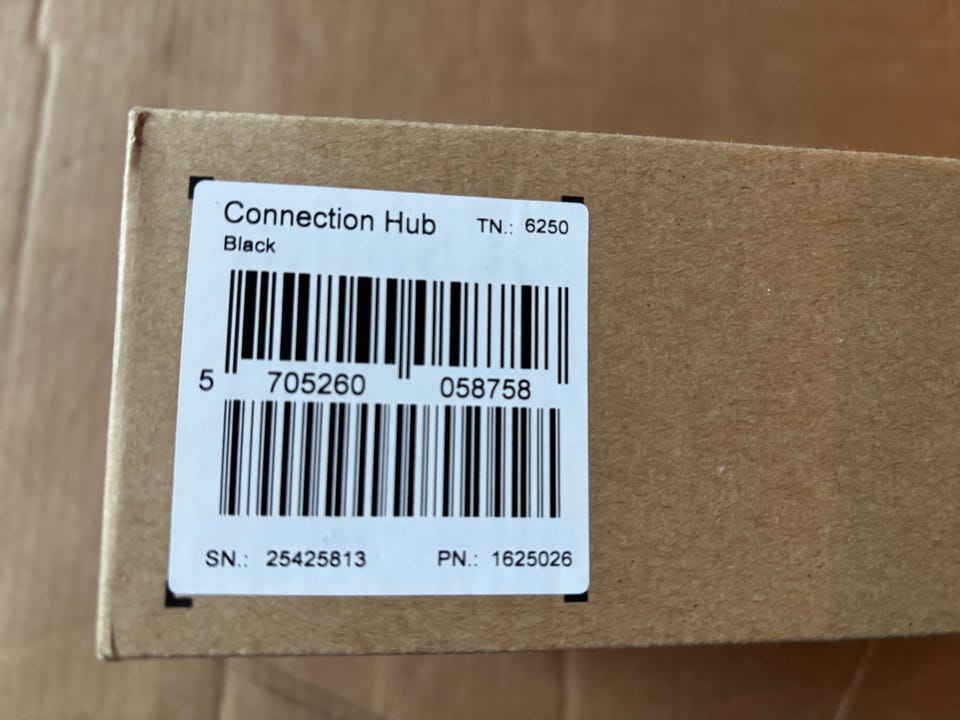 Connection Hub TN.: 6250
Black
5 705260 058758
SN.: 25425813 PN.: 1625026